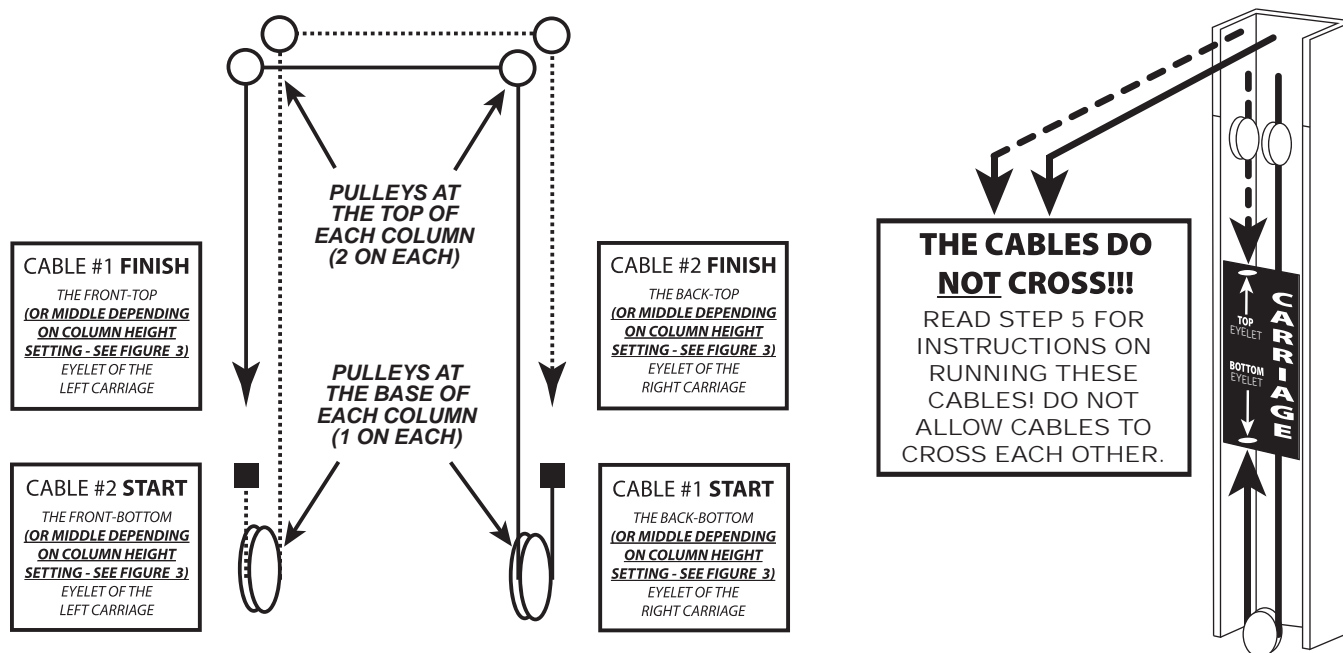 PULLEYS AT
THE TOP OF
EACH COLUMN
(2 ON EACH)
CABLE #1 FINISH
THE FRONT-TOP
(OR MIDDLE DEPENDING
ON COLUMN HEIGHT
SETTING - SEE FIGURE 3)
EYELET OF THE
LEFT CARRIAGE
CABLE #2 FINISH
THE BACK-TOP
(OR MIDDLE DEPENDING
ON COLUMN HEIGHT
SETTING - SEE FIGURE 3)
EYELET OF THE
RIGHT CARRIAGE
PULLEYS AT
THE BASE OF
EACH COLUMN
(1 ON EACH)
CABLE #2 START
THE FRONT-BOTTOM
(OR MIDDLE DEPENDING
ON COLUMN HEIGHT
SETTING - SEE FIGURE 3)
EYELET OF THE
LEFT CARRIAGE
CABLE #1 START
THE BACK-BOTTOM
(OR MIDDLE DEPENDING
ON COLUMN HEIGHT
SETTING - SEE FIGURE 3)
EYELET OF THE
RIGHT CARRIAGE
THE CABLES DO
NOT CROSS!!!
READ STEP 5 FOR
INSTRUCTIONS ON
RUNNING THESE
CABLES! DO NOT
ALLOW CABLES TO
CROSS EACH OTHER.
TOP
EYELET
BOTTOM
EYELET
CARRIAGE